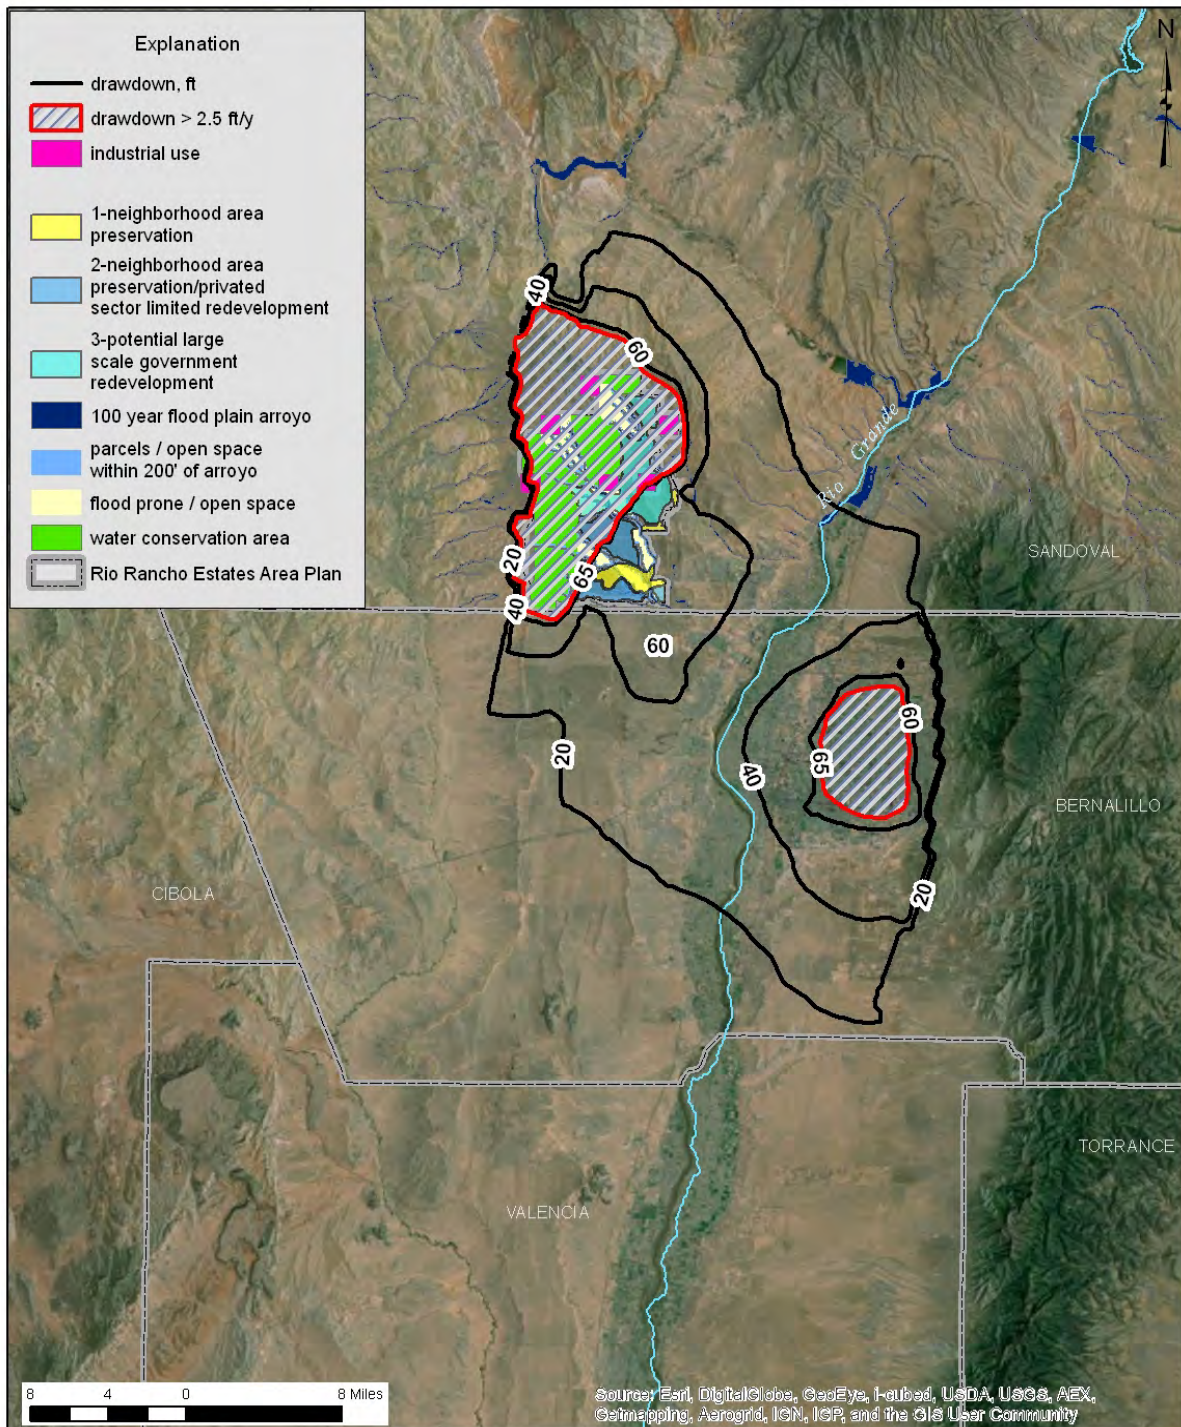 Explanation
drawdown, ft
drawdown > 2.5 ft/y
industrial use
1-neighborhood area
preservation
2-neighborhood area
preservation/privated
sector limited redevelopment
3-potential large
scale government
redevelopment
100 year flood plain arroyo
parcels / open space
within 200' of arroyo
flood prone / open space
water conservation area
Rio Rancho Estates Area Plan
N
40
60
Rio Grande
20
65
40
SANDOVAL
60
60
20
65
40
BERNALILLO
CIBOLA
20
TORRANCE
VALENCIA
8 4 0 8 Miles
Source: Esri, DigitalGlobe, GeoEye, i-cubed, USDA, USGS, AEX,
Getmapping, Aerogrid, IGN, IGP, and the GIS User Community